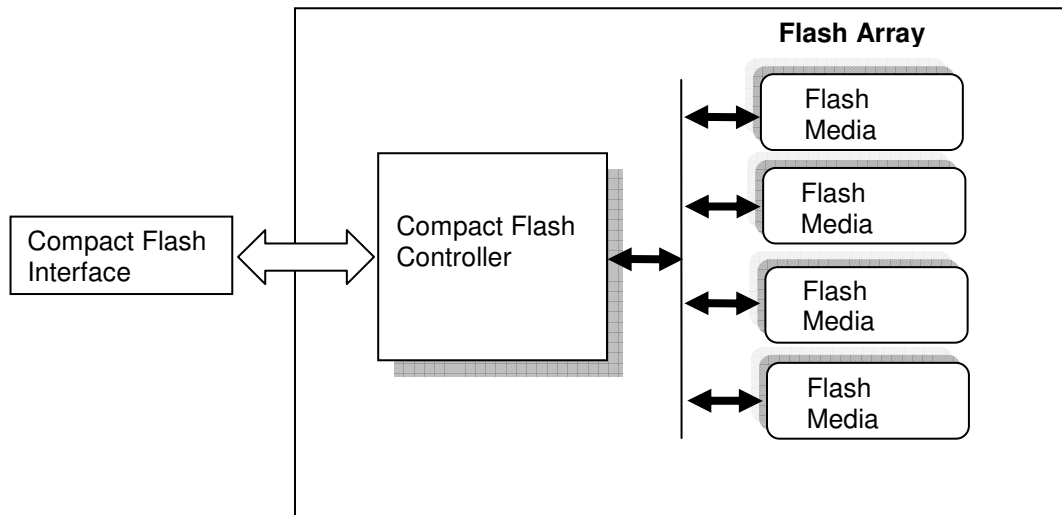 Flash Array
Flash
Media
Flash
Media
Compact Flash
Controller
Compact Flash
Interface
Flash
Media
Flash
Media